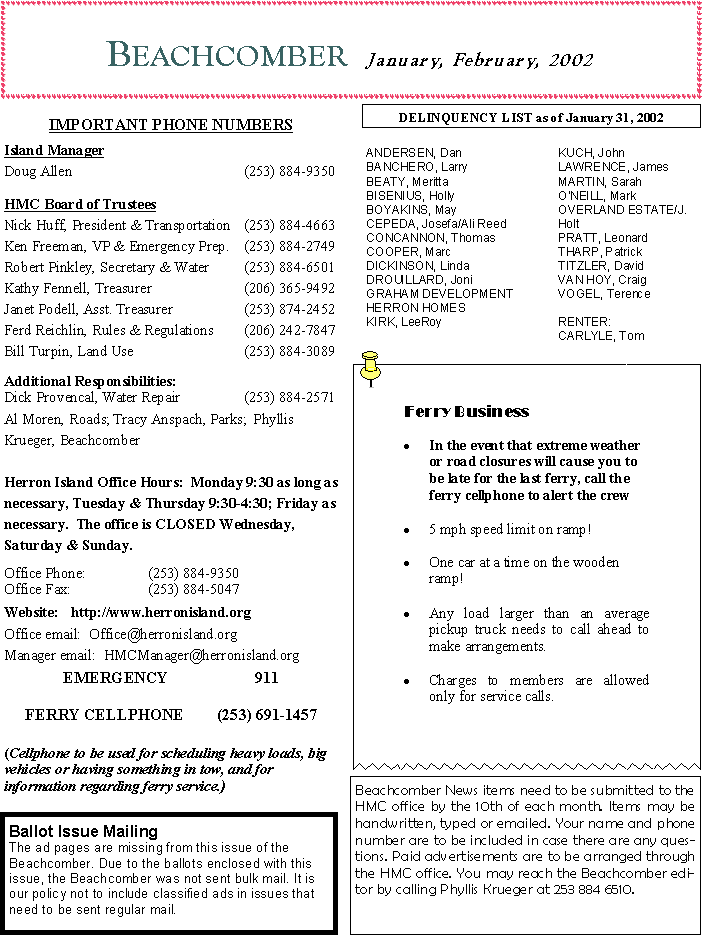 BEACHCOMBER January, February, 2002
IMPORTANT PHONE NUMBERS
Island Manager
Doug Allen (253) 884-9350
HMC Board of Trustees
Nick Huff, President & Transportation (253) 884-4663
Ken Freeman, VP & Emergency Prep. (253) 884-2749
Robert Pinkley, Secretary & Water (253) 884-6501
Kathy Fennell, Treasurer (206) 365-9492
Janet Podell, Asst. Treasurer (253) 874-2452
Ferd Reichlin, Rules & Regulations (206) 242-7847
Bill Turpin, Land Use (253) 884-3089
Additional Responsibilities:
Dick Provencal, Water Repair (253) 884-2571
Al Moren, Roads; Tracy Anspach, Parks; Phyllis
Krueger, Beachcomber
Herron Island Office Hours: Monday 9:30 as long as
necessary, Tuesday & Thursday 9:30-4:30; Friday as
necessary. The office is CLOSED Wednesday,
Saturday & Sunday.
Office Phone: (253) 884-9350
Office Fax: (253) 884-5047
Website: http://www.herronisland.org
Office email: Office@herronisland.org
Manager email: HMCManager@herronisland.org
EMERGENCY 911
FERRY CELLPHONE (253) 691-1457
(Cellphone to be used for scheduling heavy loads, big
vehicles or having something in tow, and for
information regarding ferry service.)
Ballot Issue Mailing
The ad pages are missing from this issue of the
Beachcomber. Due to the ballots enclosed with this
issue, the Beachcomber was not sent bulk mail. It is
our policy not to include classified ads in issues that
need to be sent regular mail.
DELINQUENCY LIST as of January 31, 2002
ANDERSEN, Dan
BANCHERO, Larry
BEATY, Meritta
BISENIUS, Holly
BOYAKINS, May
CEPEDA, Josefa/Ali Reed
CONCANNON, Thomas
COOPER, Marc
DICKINSON, Linda
DROUILLARD, Joni
GRAHAM DEVELOPMENT
HERRON HOMES
KIRK, LeeRoy
KUCH, John
LAWRENCE, James
MARTIN, Sarah
O'NEILL, Mark
OVERLAND ESTATE/J.
Holt
PRATT, Leonard
THARP, Patrick
TITZLER, David
VAN HOY, Craig
VOGEL, Terence
RENTER:
CARLYLE, Tom
Ferry Business
• In the event that extreme weather
or road closures will cause you to
be late for the last ferry, call the
ferry cellphone to alert the crew
• 5 mph speed limit on ramp!
• One car at a time on the wooden
ramp!
• Any load larger than an average
pickup truck needs to call ahead to
make arrangements.
• Charges to members are allowed
only for service calls.
Beachcomber News items need to be submitted to the
HMC office by the 10th of each month. Items may be
handwritten, typed or emailed. Your name and phone
number are to be included in case there are any ques-
tions. Paid advertisements are to be arranged through
the HMC office. You may reach the Beachcomber edi-
tor by calling Phyllis Krueger at 253 884 6510.